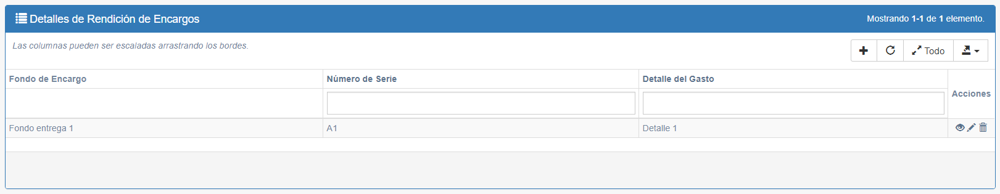 Detalles de Rendición de Encargos
Mostrando 1-1 de 1 elemento.
Las columnas pueden ser escaladas arrastrando los bordes.
Todo
Fondo de Encargo Número de Serie Detalle del Gasto Acciones
Fondo entrega 1 A1 Detalle 1